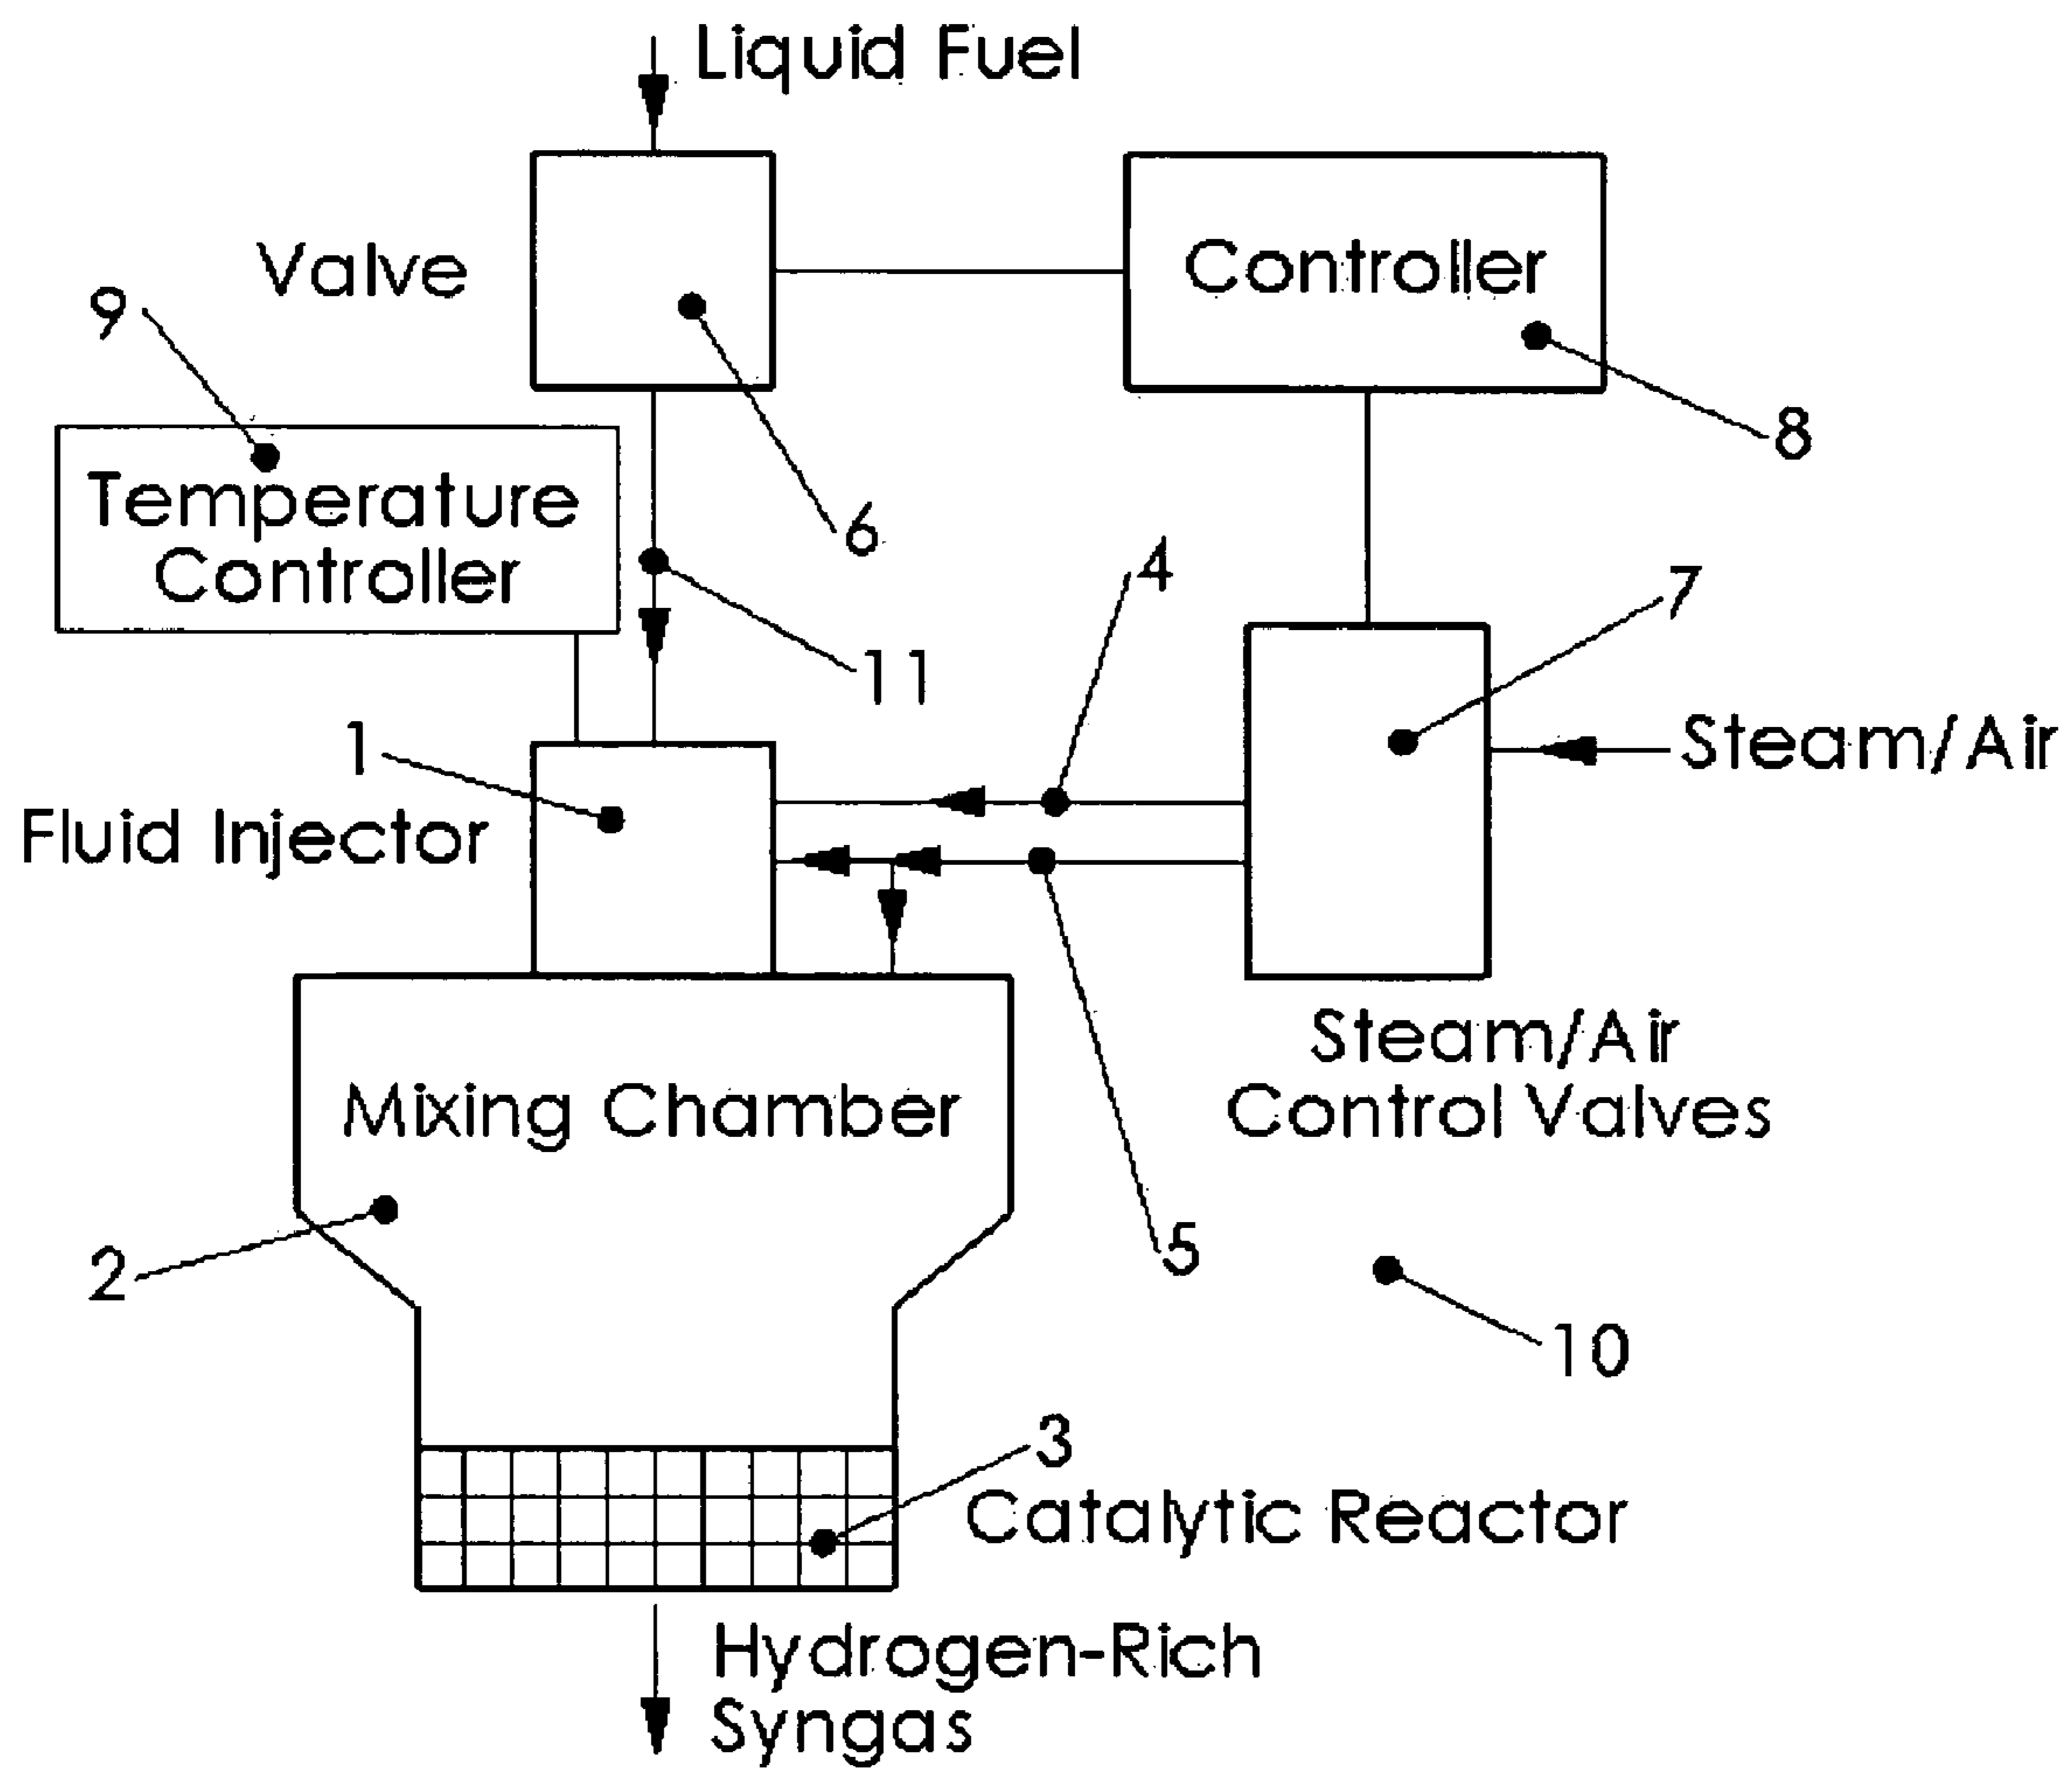 Liquid Fuel
Valve
Controller
9
8
Temperature
Controller
6
4
7
11
1
Steam/Air
Fluid Injector
Steam/Air
Control Valves
Mixing Chamber
2
5
10
3
Catalytic Reactor
Hydrogen-Rich
Syngas